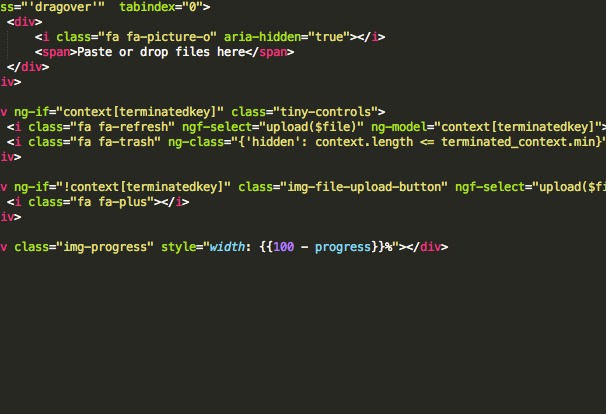 ss="'dragover'" tabindex="0">
<div>
<i class="fa fa-picture-o" aria-hidden="true"></i>
<span>Paste or drop files here</span>
</div>
iv>
v ng-if="context[terminatedkey]" class="tiny-controls">
<i class="fa fa-refresh" ngf-select="upload($file)" ng-model="context[terminatedkey]">
<i class="fa fa-trash" ng-class="{'hidden': context.length <= terminated_context.min}"
iv>
v ng-if="!context[terminatedkey]" class="img-file-upload-button" ngf-select="upload($fi
<i class="fa fa-plus"></i>
iv>
v class="img-progress" style="width: {{100 - progress}}%"></div>